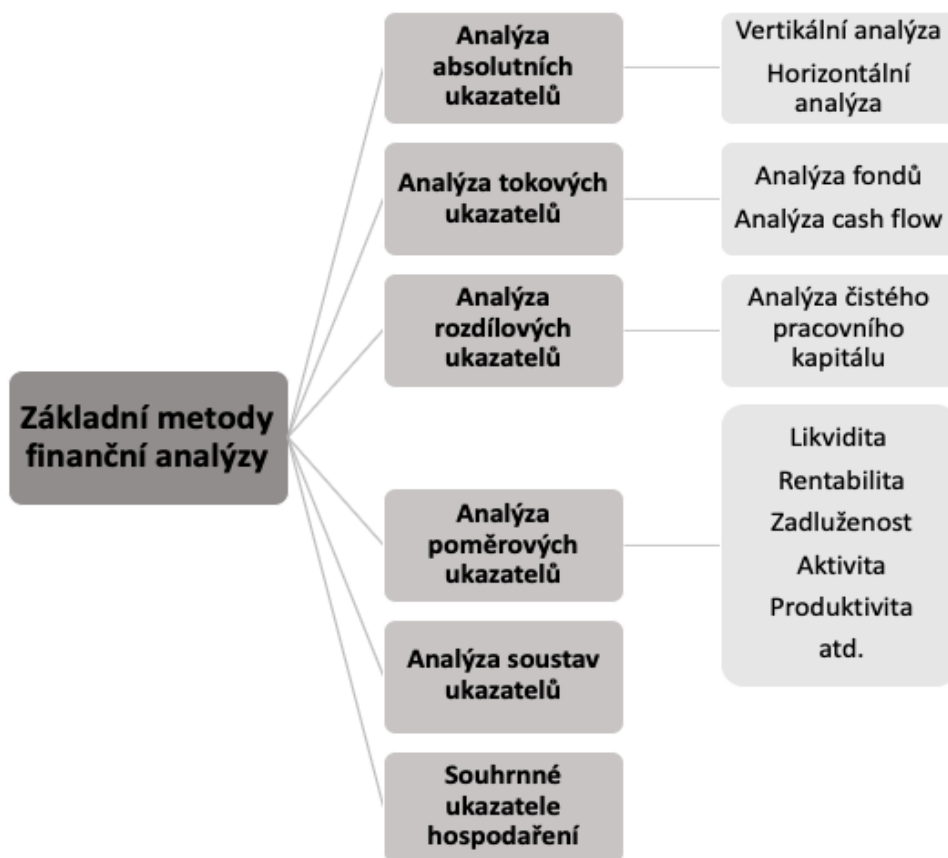 Základní metody
finanční analýzy
Analýza
absolutních
ukazatelů
Vertikální analýza
Horizontální
analýza
Analýza tokových
ukazatelů
Analýza fondů
Analýza cash flow
Analýza
rozdílových
ukazatelů
Analýza čistého
pracovního
kapitálu
Analýza
poměrových
ukazatelů
Likvidita
Rentabilita
Zadluženost
Aktivita
Produktivita
atd.
Analýza soustav
ukazatelů
Souhrnné
ukazatele
hospodaření